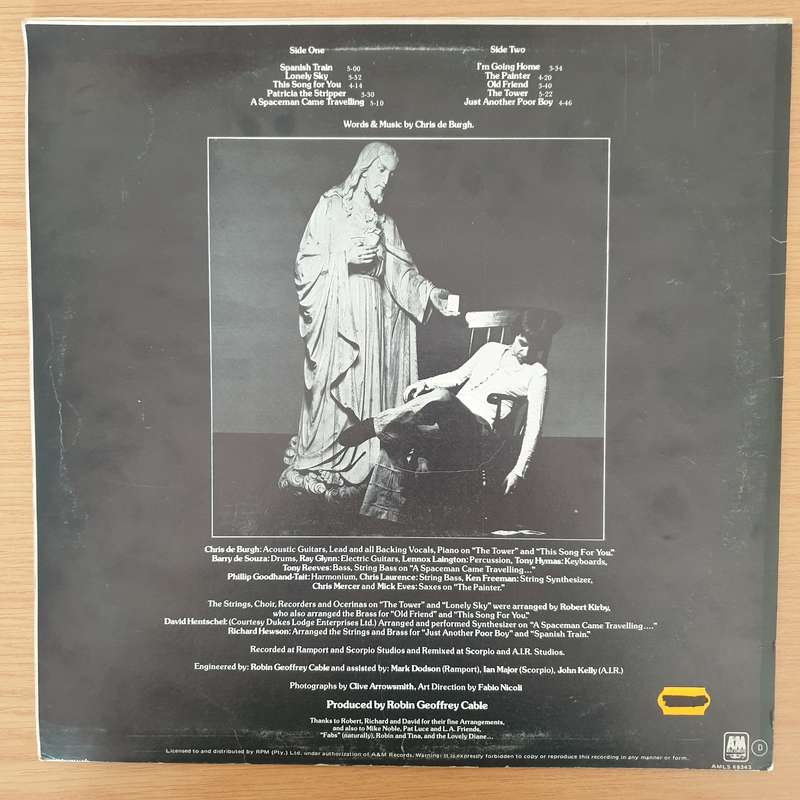 Side One
Spanish Train 5-00
Lonely Sky 3-52
This Song for You 4-14
Patricia the Stripper 3-30
A Spaceman Came Travelling 5-10
Side Two
I'm Going Home 3-34
The Painter 4-20
Old Friend 3-40
The Tower 5-22
Just Another Poor Boy 4-46
Words & Music by Chris de Burgh.
Chris de Burgh: Acoustic Guitars, Lead and all Backing Vocals, Piano on "The Tower" and "This Song For You."
Barry de Souza: Drums, Ray Glynn: Electric Guitars, Lennox Laington: Percussion, Tony Hymas: Keyboards,
Tony Reeves: Bass, String Bass on "A Spaceman Came Travelling..."
Phillip Goodhand-Tait: Harmonium, Chris Laurence: String Bass, Ken Freeman: String Synthesizer,
Chris Mercer and Mick Eves: Saxes on "The Painter."
The Strings, Choir, Recorders and Ocerinas on "The Tower" and "Lonely Sky" were arranged by Robert Kirby,
who also arranged the Brass for "Old Friend" and "This Song for You."
David Hentschel: (Courtesy Dukes Lodge Enterprises Ltd.) Arranged and performed Synthesizer on "A Spaceman Came Travelling...."
Richard Hewson: Arranged the Strings and Brass for "Just Another Poor Boy" and "Spanish Train."
Recorded at Ramport and Scorpio Studios and Remixed at Scorpio and A.I.R. Studios.
Engineered by: Robin Geoffrey Cable and assisted by: Mark Dodson (Ramport), Ian Major (Scorpio), John Kelly (A.I.R.)
Photographs by Clive Arrowsmith, Art Direction by Fabio Nicoli
Produced by Robin Geoffrey Cable
Thanks to Robert, Richard and David for their fine Arrangements,
and also to Mike Noble, Pat Luce and L.A. Friends,
"Fabs" (naturally), Robin and Tina, and the Lovely Diane...
Licensed to and distributed by RPM (Pty.) Ltd. under authorization of A&M Records. Warning: It is expressly forbidden to copy or reproduce this recording in any manner or form.
A&M
D
AMLS 68343